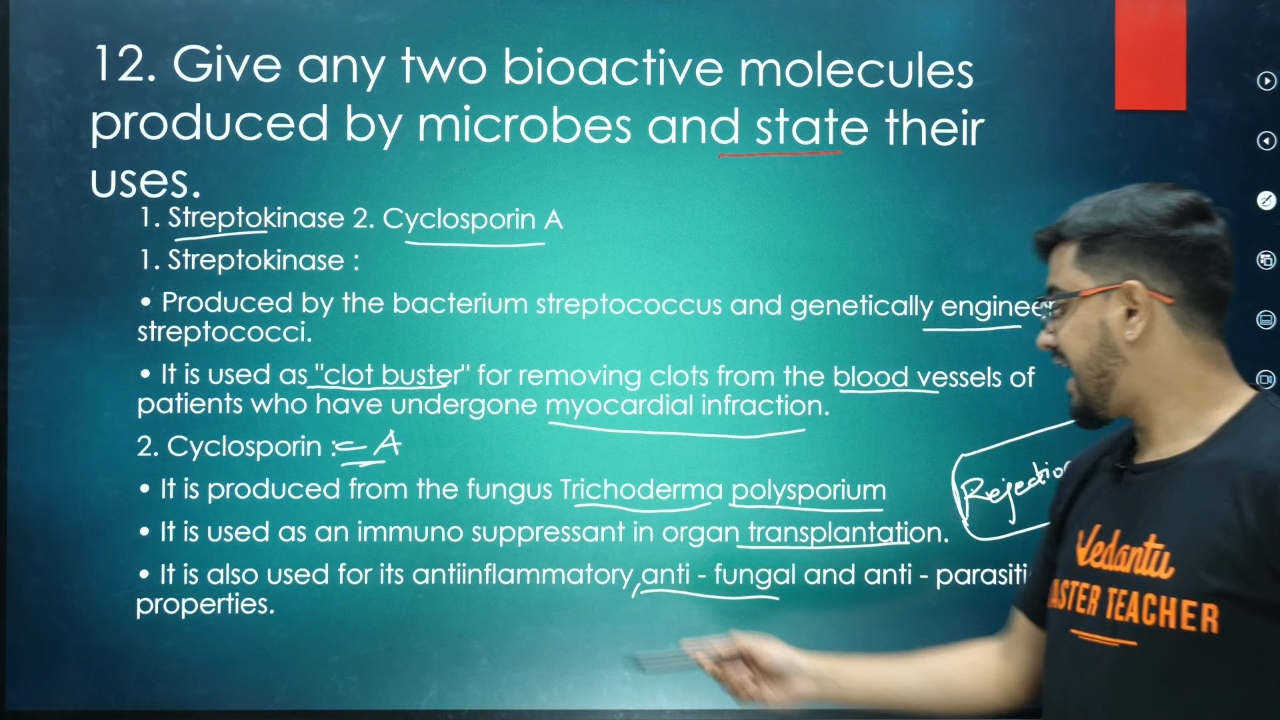 12. Give any two bioactive molecules
produced by microbes and state their
uses.
1. Streptokinase 2. Cyclosporin A
1. Streptokinase :
• Produced by the bacterium streptococcus and genetically engineer
streptococci.
• It is used as "clot buster" for removing clots from the blood vessels of
patients who have undergone myocardial infraction.
2. Cyclosporin :- A
• It is produced from the fungus Trichoderma polysporium
Rejectio
• It is used as an immuno suppressant in organ transplantation.
• It is also used for its antiinflammatory, anti - fungal and anti - parasiti
properties.
Vedantu
ASTER TEACHER